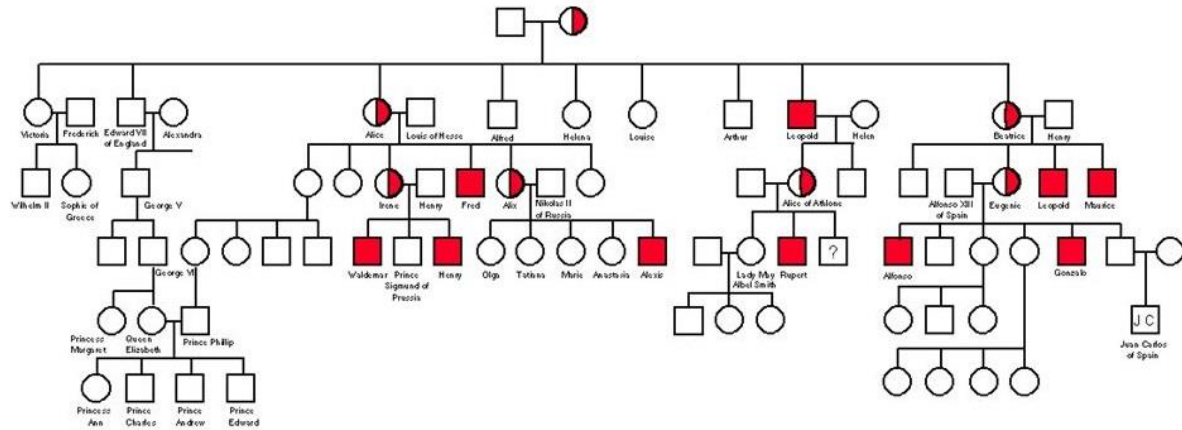 Victoria
Frederick
Edward VII
of England
Alexandra
Alice
Louis of Hesse
Alfred
Helena
Louise
Arthur
Leopold
Helen
Beatrice
Henry
Wilhelm II
Sophie of
Greece
George V
Irene
Henry
Fred
Alix
Nikolas II
of Russia
Alice of Athlone
Alfonso XIII
of Spain
Eugenie
Leopold
Maurice
George VI
Waldemar
Prince
Sigmund of
Prussia
Henry
Olga
Tatiana
Marie
Anastasia
Alexis
Lady May
Abel Smith
Rupert
?
Alfonso
Gonzalo
Princess
Margaret
Queen
Elizabeth
Prince Phillip
J C
Juan Carlos
of Spain
Princess
Ann
Prince
Charles
Prince
Andrew
Prince
Edward